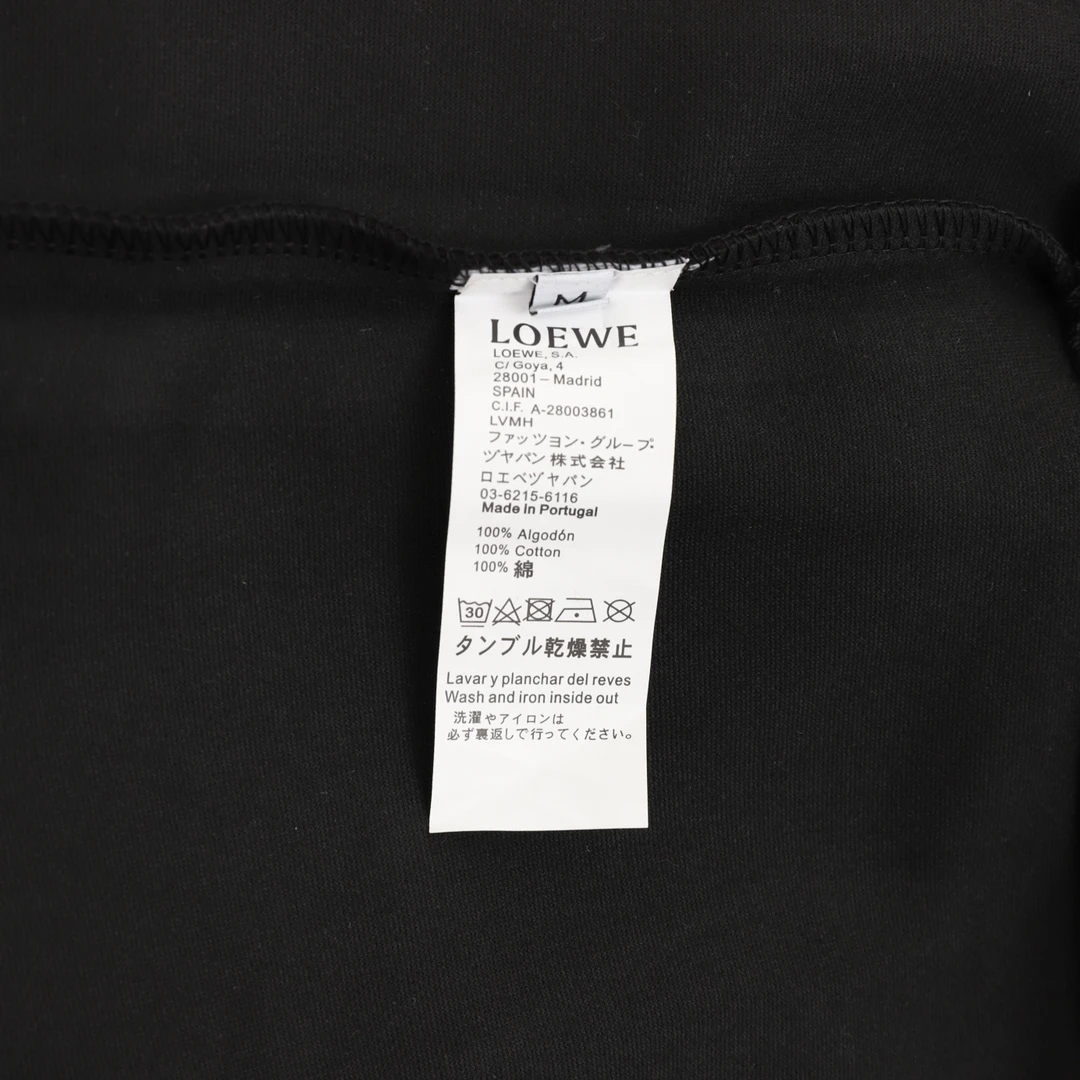 M
LOEWE
LOEWE, S.A.
C/ Goya, 4
28001 – Madrid
SPAIN
C.I.F. A-28003861
LVMH
ファッツヨン・グループ
ヅヤパン株式会社
ロエベヅヤパン
03-6215-6116
Made In Portugal
100% Algodón
100% Cotton
100% 綿
30
タンブル乾燥禁止
Lavar y planchar del reves
Wash and iron inside out
洗濯やアイロンは
必ず裏返しで行ってください。